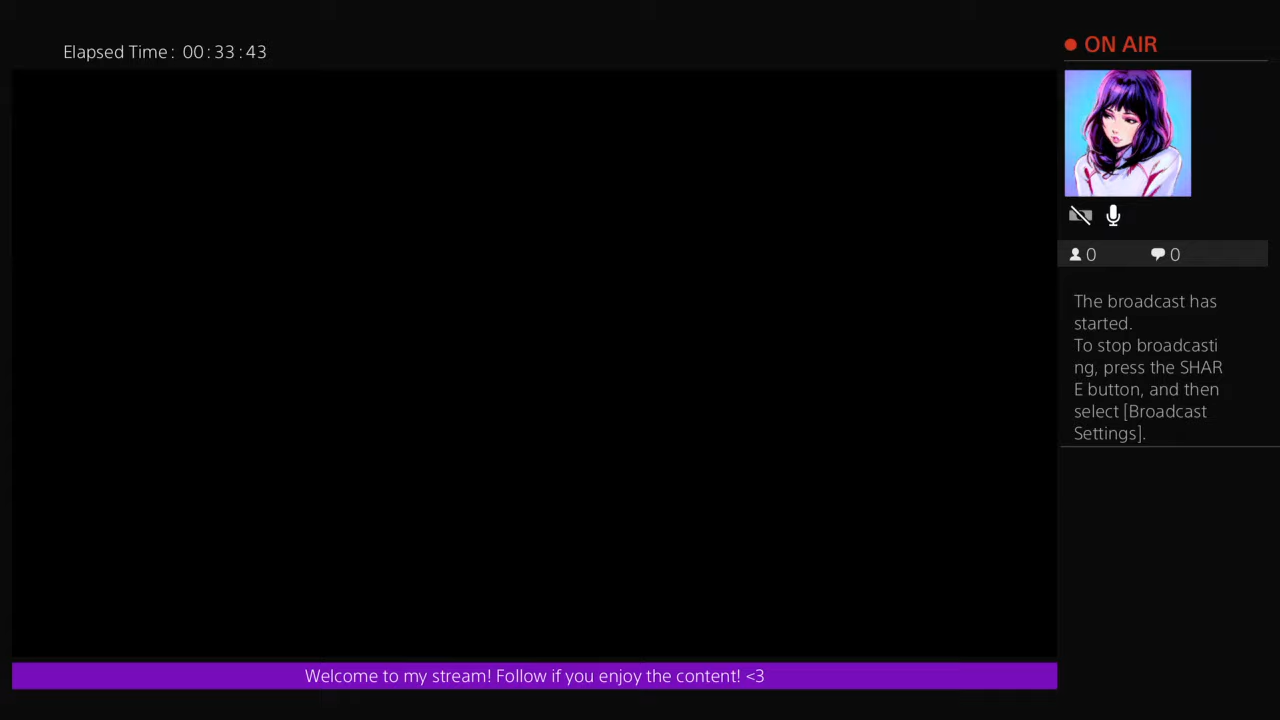 Elapsed Time: 00:33:43
ON AIR
0 0
The broadcast has
started.
To stop broadcasti
ng, press the SHAR
E button, and then
select [Broadcast
Settings].
Welcome to my stream! Follow if you enjoy the content! <3